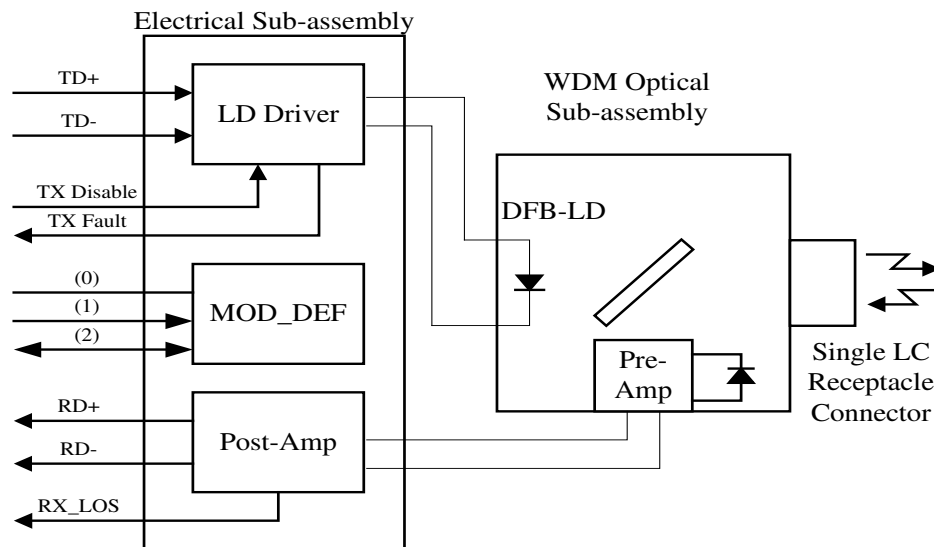 Electrical Sub-assembly
TD+
TD-
LD Driver
TX Disable
TX Fault
WDM Optical
Sub-assembly
DFB-LD
(0)
(1)
(2)
MOD_DEF
Pre-
Amp
Single LC
Receptacle
Connector
RD+
RD-
Post-Amp
RX_LOS